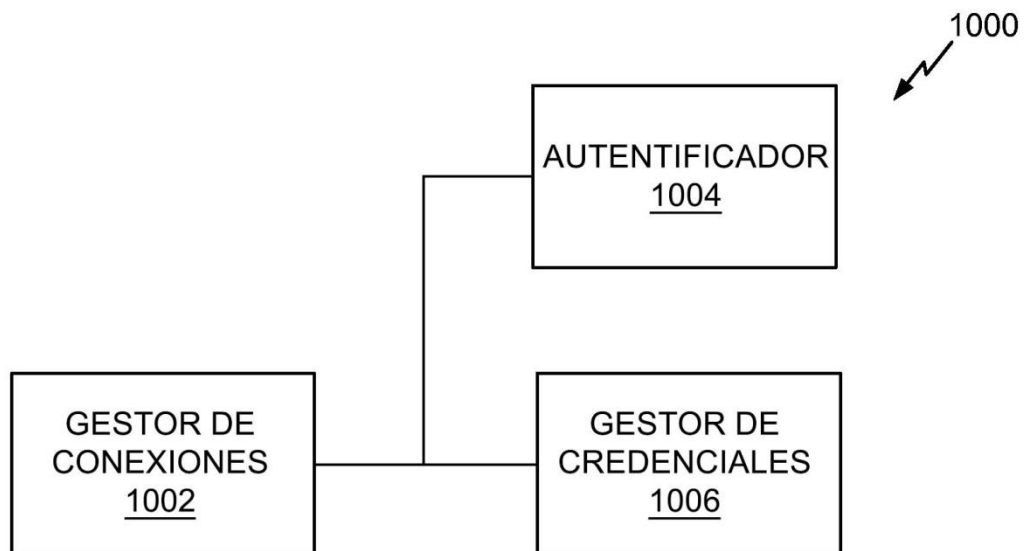 1000
AUTENTIFICADOR
1004
GESTOR DE
CONEXIONES
1002
GESTOR DE
CREDENCIALES
1006